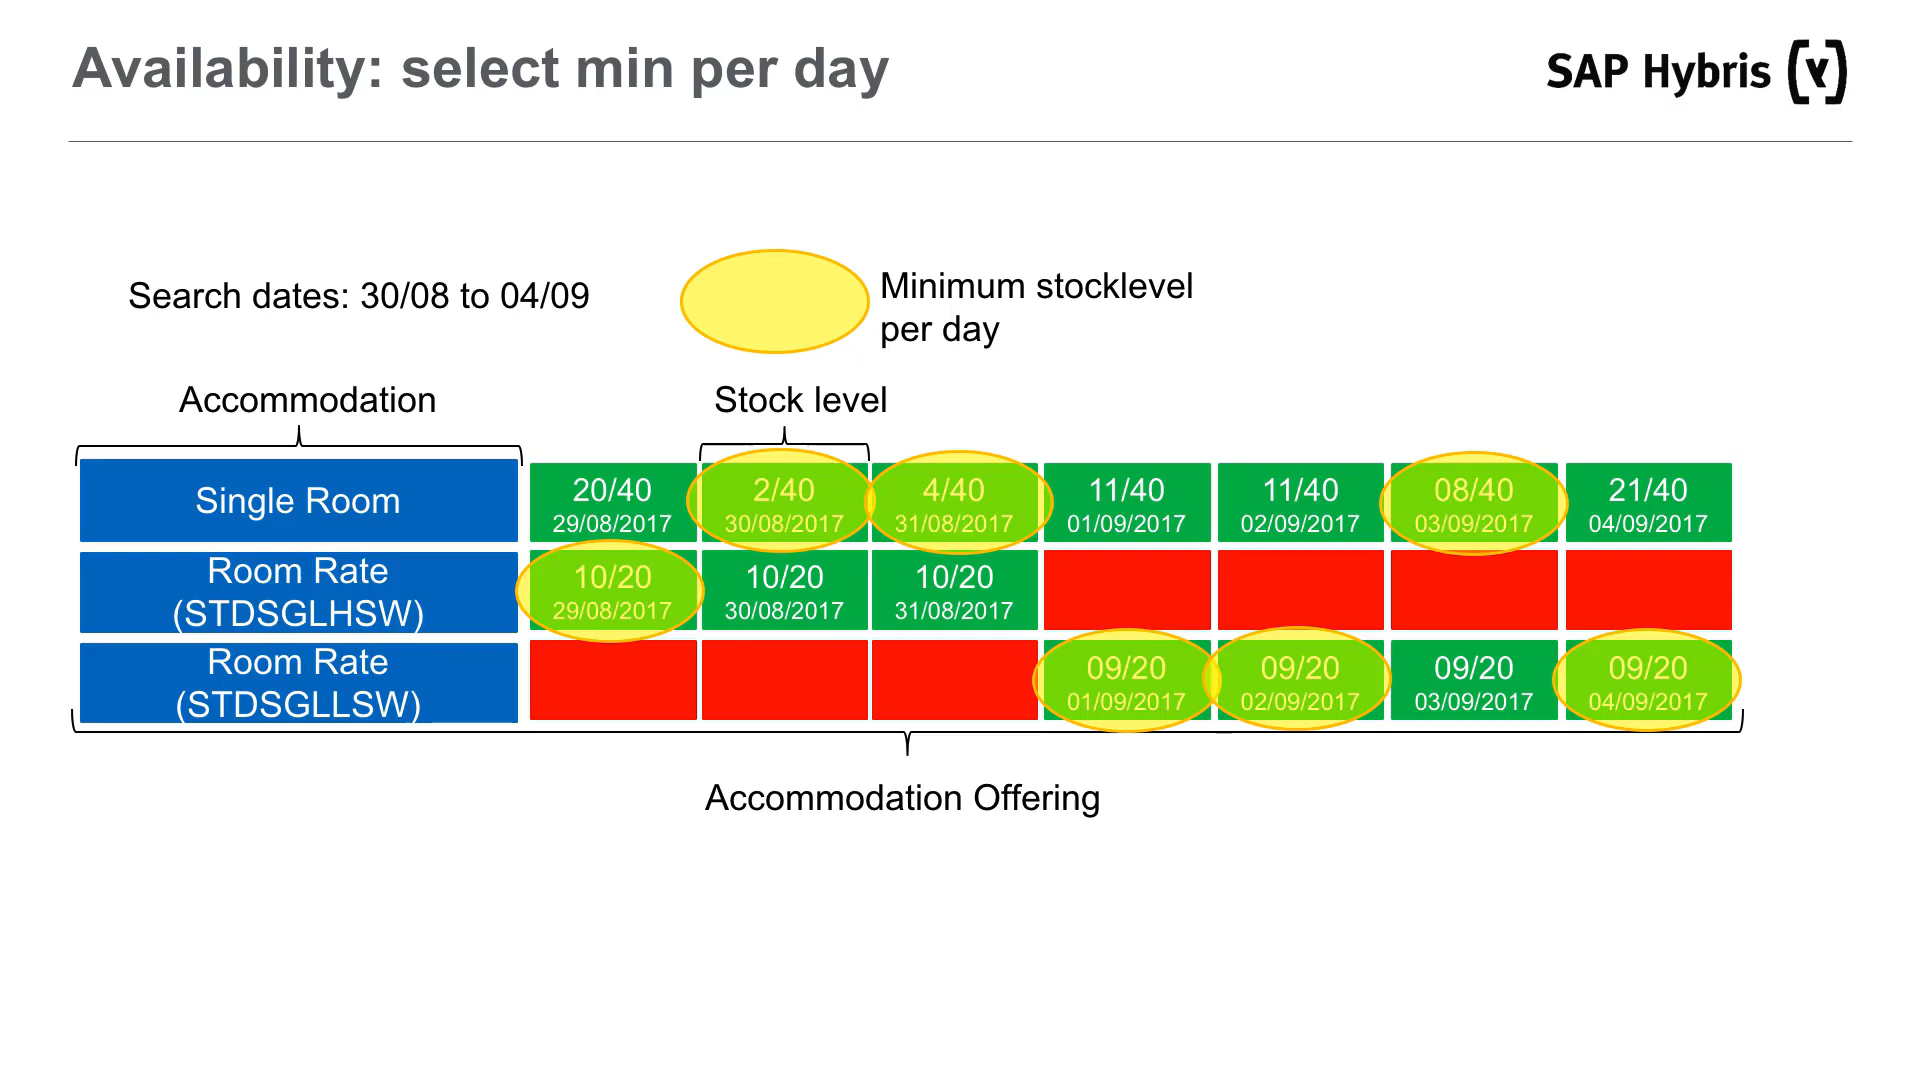 Availability: select min per day
SAP Hybris
Search dates: 30/08 to 04/09
Minimum stocklevel
per day
Accommodation
Stock level
Single Room
20/40
29/08/2017
2/40
30/08/2017
4/40
31/08/2017
11/40
01/09/2017
11/40
02/09/2017
08/40
03/09/2017
21/40
04/09/2017
Room Rate
(STDSGLHSW)
10/20
29/08/2017
10/20
30/08/2017
10/20
31/08/2017
Room Rate
(STDSGLLSW)
09/20
01/09/2017
09/20
02/09/2017
09/20
03/09/2017
09/20
04/09/2017
Accommodation Offering